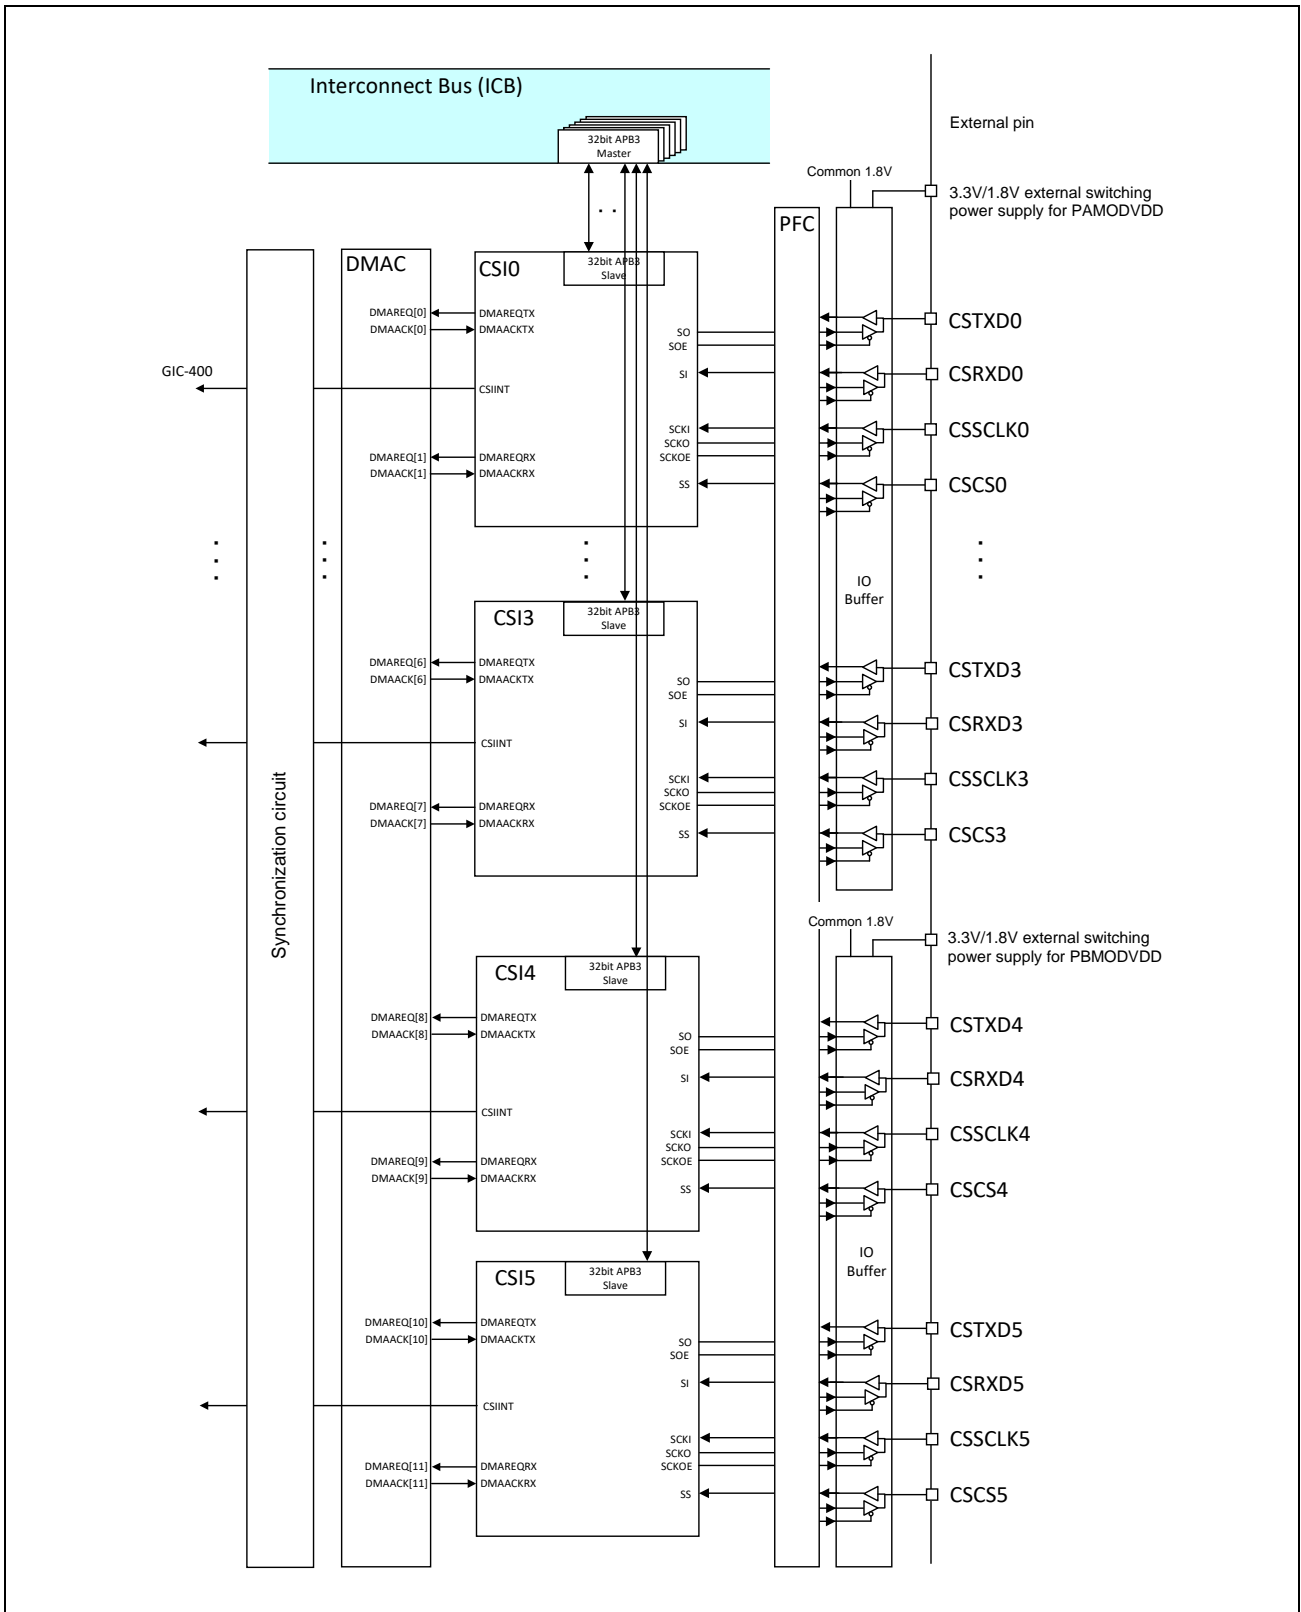 Interconnect Bus (ICB)
32bit APB3
Master
External pin
Common 1.8V
3.3V/1.8V external switching
power supply for PAMODVDD
PFC
DMAC
CSI0
32bit APB3
Slave
DMAREQ[0]
DMAREQTX
DMAACK[0]
DMAACKTX
SO
SOE
CSTXD0
GIC-400
SI
CSRXD0
CSIINT
SCKI
SCKO
SCKOE
CSSCLK0
DMAREQ[1]
DMAREQRX
DMAACK[1]
DMAACKRX
SS
CSCS0
IO
Buffer
CSI3
32bit APB3
Slave
DMAREQ[6]
DMAREQTX
DMAACK[6]
DMAACKTX
SO
SOE
CSTXD3
SI
CSRXD3
CSIINT
SCKI
SCKO
SCKOE
CSSCLK3
DMAREQ[7]
DMAREQRX
DMAACK[7]
DMAACKRX
SS
CSCS3
Synchronization circuit
Common 1.8V
3.3V/1.8V external switching
power supply for PBMODVDD
CSI4
32bit APB3
Slave
DMAREQ[8]
DMAREQTX
DMAACK[8]
DMAACKTX
SO
SOE
CSTXD4
SI
CSRXD4
CSIINT
SCKI
SCKO
SCKOE
CSSCLK4
DMAREQ[9]
DMAREQRX
DMAACK[9]
DMAACKRX
SS
CSCS4
IO
Buffer
CSI5
32bit APB3
Slave
DMAREQ[10]
DMAREQTX
DMAACK[10]
DMAACKTX
SO
SOE
CSTXD5
SI
CSRXD5
CSIINT
SCKI
SCKO
SCKOE
CSSCLK5
DMAREQ[11]
DMAREQRX
DMAACK[11]
DMAACKRX
SS
CSCS5